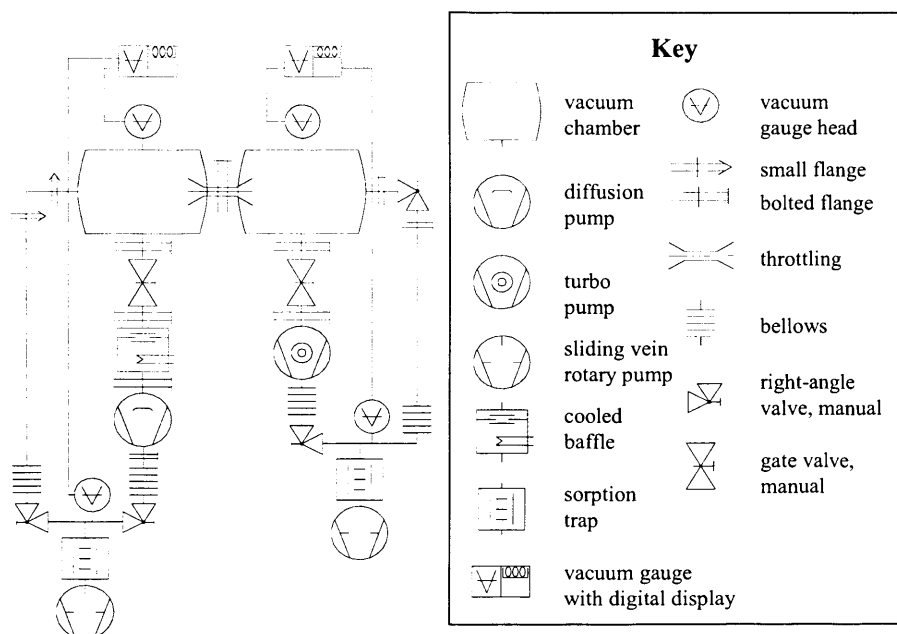 Key
vacuum
chamber
diffusion
pump
turbo
pump
sliding vein
rotary pump
cooled
baffle
sorption
trap
vacuum gauge
with digital display
vacuum
gauge head
small flange
bolted flange
throttling
bellows
right-angle
valve, manual
gate valve,
manual